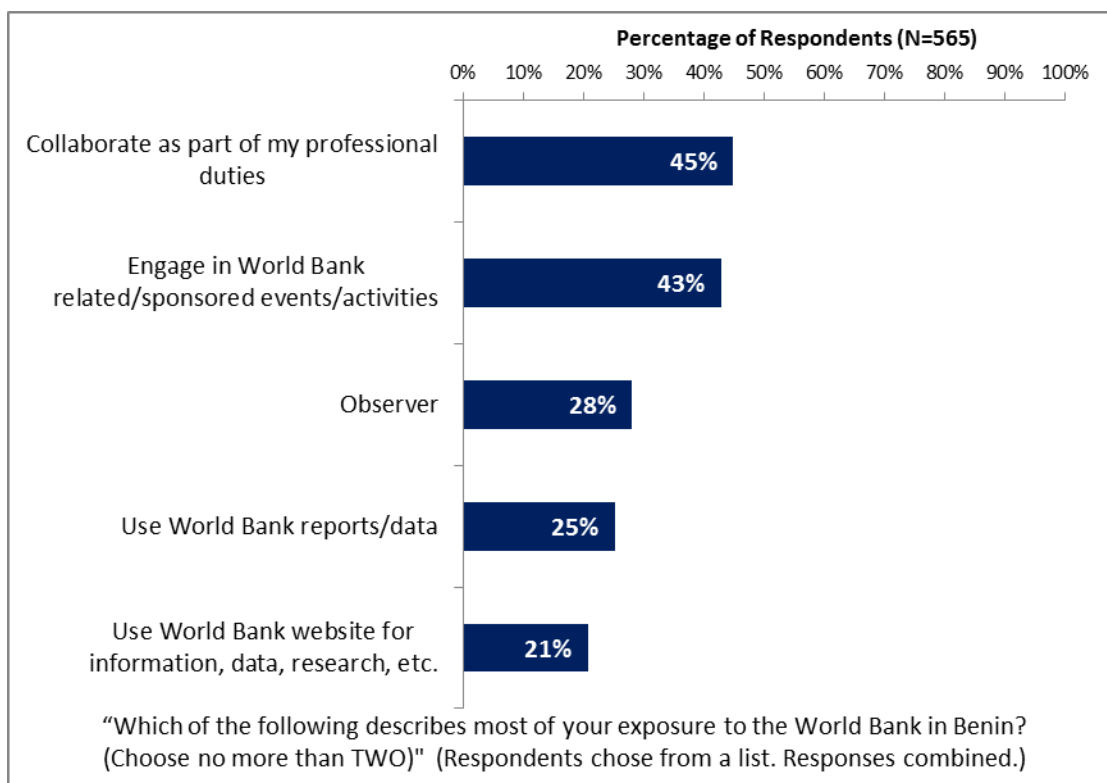 Percentage of Respondents (N=565)
0% 10% 20% 30% 40% 50% 60% 70% 80% 90% 100%
Collaborate as part of my professional
duties
45%
Engage in World Bank
related/sponsored events/activities
43%
Observer
28%
Use World Bank reports/data
25%
Use World Bank website for
information, data, research, etc.
21%
“Which of the following describes most of your exposure to the World Bank in Benin?
(Choose no more than TWO)" (Respondents chose from a list. Responses combined.)